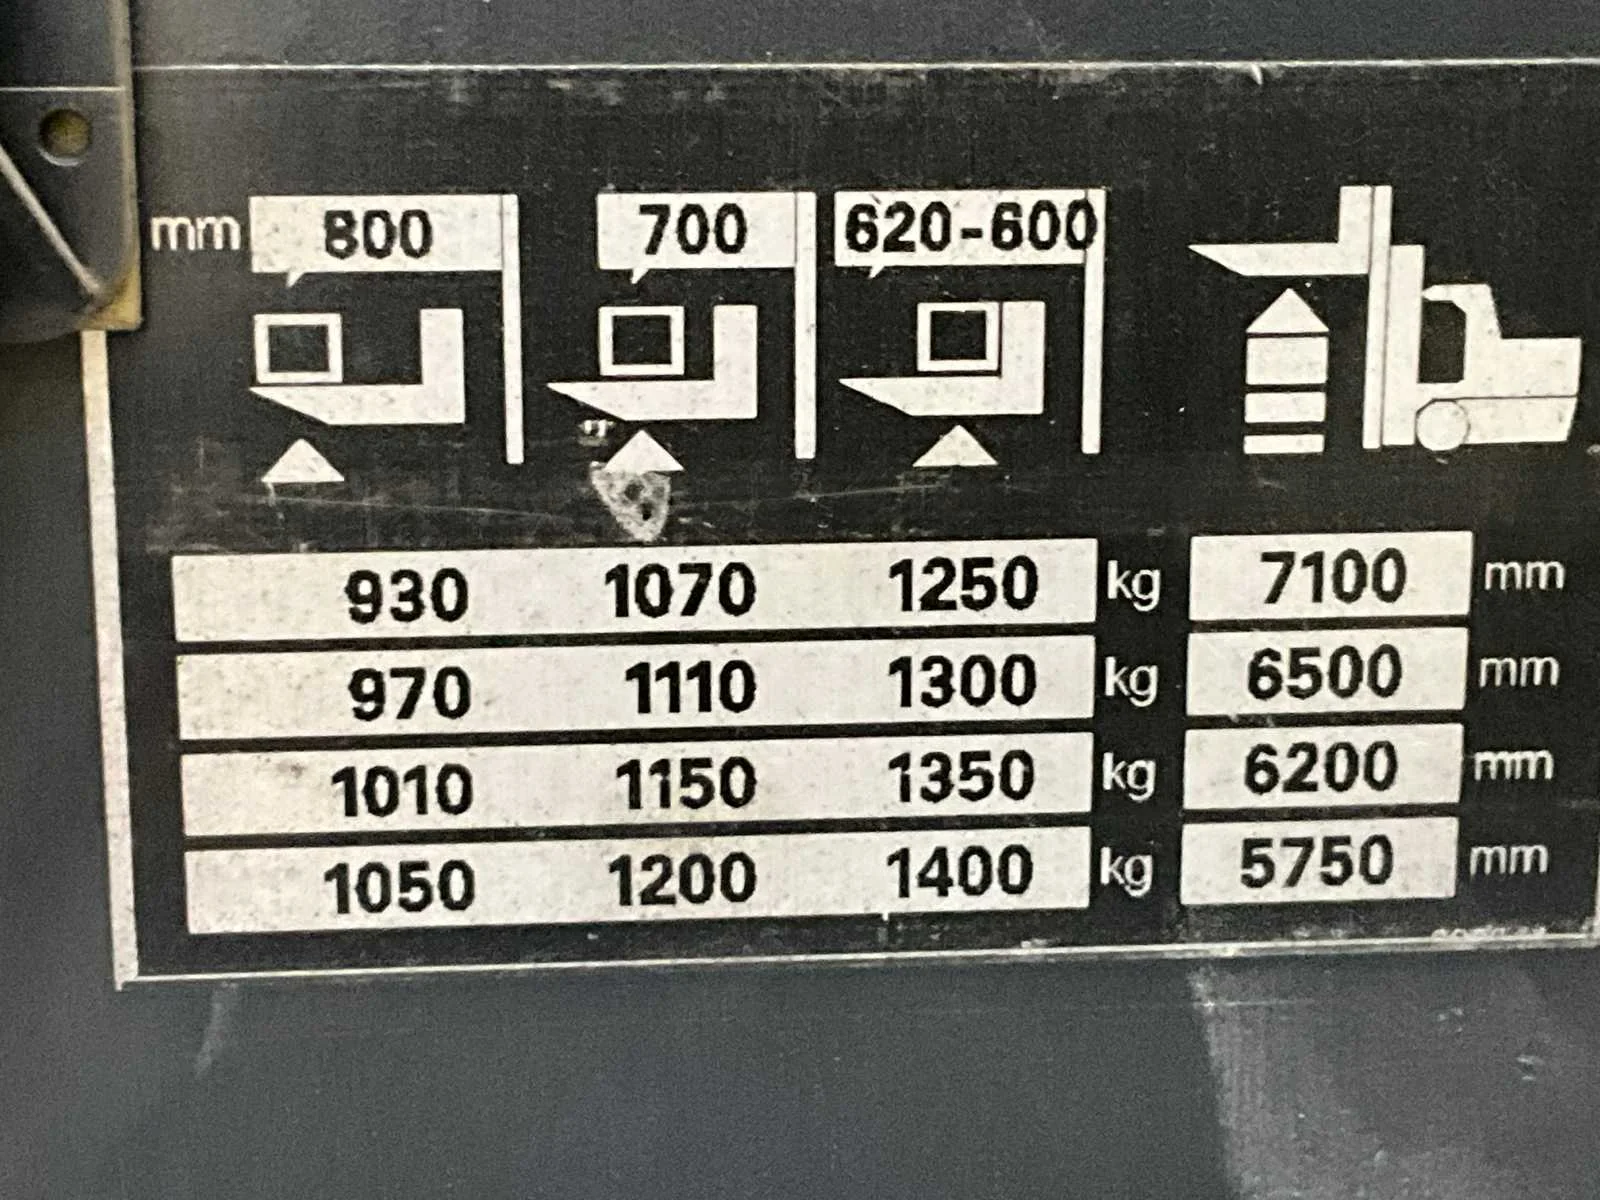 mm 800 700 620-600
930 1070 1250 kg 7100 mm
970 1110 1300 kg 6500 mm
1010 1150 1350 kg 6200 mm
1050 1200 1400 kg 5750 mm